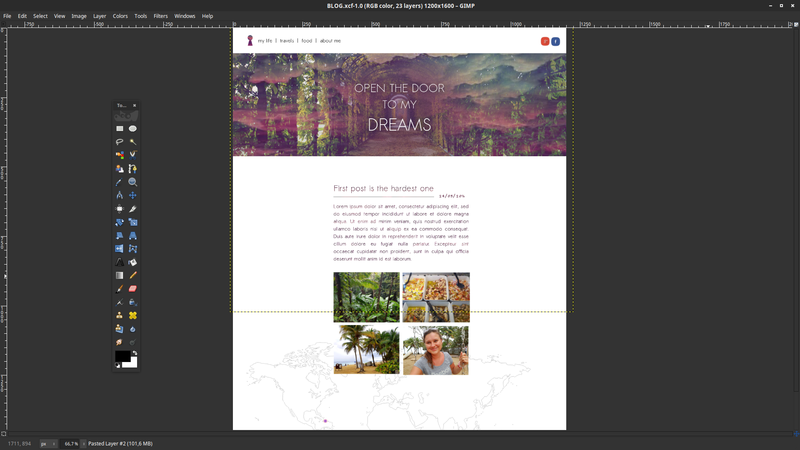 BLOG.xcf-1.0 (RGB color, 23 layers) 1200x1600 – GIMP
File Edit Select View Image Layer Colors Tools Filters Windows Help
To...
my life | travels | food | about me
OPEN THE DOOR
TO MY
DREAMS
First post is the hardest one
Lorem ipsum dolor sit amet, consectetur adipiscing elit, sed
do eiusmod tempor incididunt ut labore et dolore magna
aliqua. Ut enim ad minim veniam, quis nostrud exercitation
ullamco laboris nisi ut aliquip ex ea commodo consequat.
Duis aute irure dolor in reprehenderit in voluptate velit esse
cillum dolore eu fugiat nulla pariatur. Excepteur sint
occaecat cupidatat non proident, sunt in culpa qui officia
deserunt mollit anim id est laborum.
1711, 894 px 66,7% Pasted Layer #2 (101,6 MB)